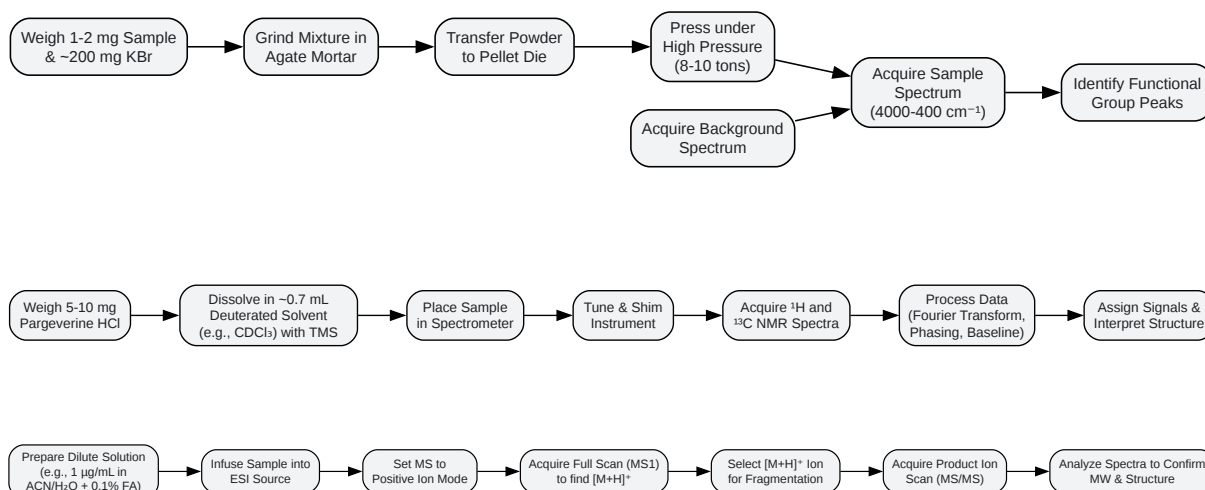 Weigh 1-2 mg Sample
& ~200 mg KBr
Grind Mixture in
Agate Mortar
Transfer Powder
to Pellet Die
Press under
High Pressure
(8-10 tons)
Acquire Background
Spectrum
Acquire Sample
Spectrum
(4000-400 cm⁻¹)
Identify Functional
Group Peaks
Weigh 5-10 mg
Pargeverine HCl
Dissolve in ~0.7 mL
Deuterated Solvent
(e.g., CDCl₃) with TMS
Place Sample
in Spectrometer
Tune & Shim
Instrument
Acquire ¹H and
¹³C NMR Spectra
Process Data
(Fourier Transform,
Phasing, Baseline)
Assign Signals &
Interpret Structure
Prepare Dilute Solution
(e.g., 1 µg/mL in
ACN/H₂O + 0.1% FA)
Infuse Sample into
ESI Source
Set MS to
Positive Ion Mode
Acquire Full Scan (MS1)
to find [M+H]⁺
Select [M+H]⁺ Ion
for Fragmentation
Acquire Product Ion
Scan (MS/MS)
Analyze Spectra to Confirm
MW & Structure